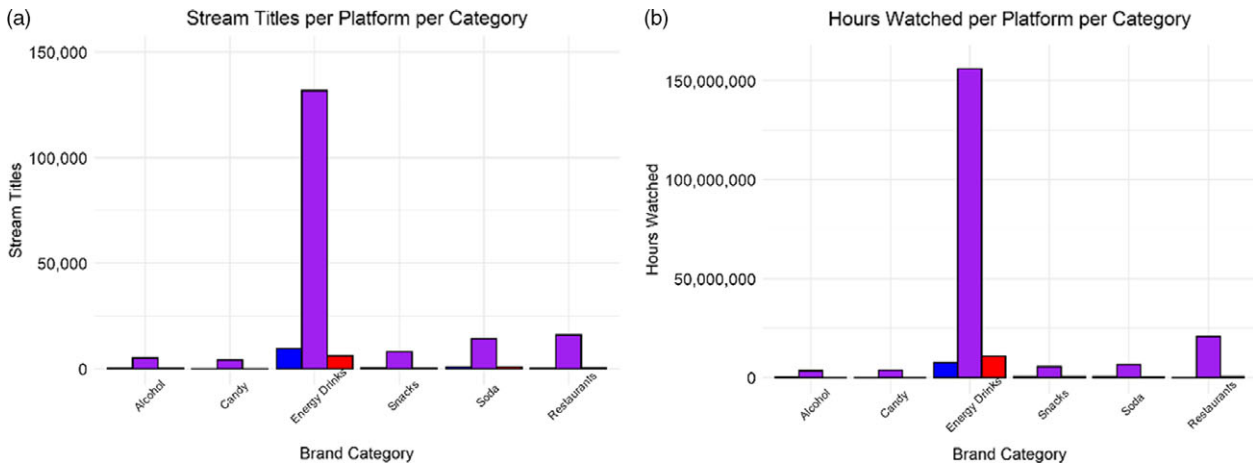 (a)
Stream Titles per Platform per Category
150,000
100,000
50,000
0
Stream Titles
Alcohol
Candy
Energy Drinks
Snacks
Soda
Restaurants
Brand Category
(b)
Hours Watched per Platform per Category
150,000,000
100,000,000
50,000,000
0
Hours Watched
Alcohol
Candy
Energy Drinks
Snacks
Soda
Restaurants
Brand Category